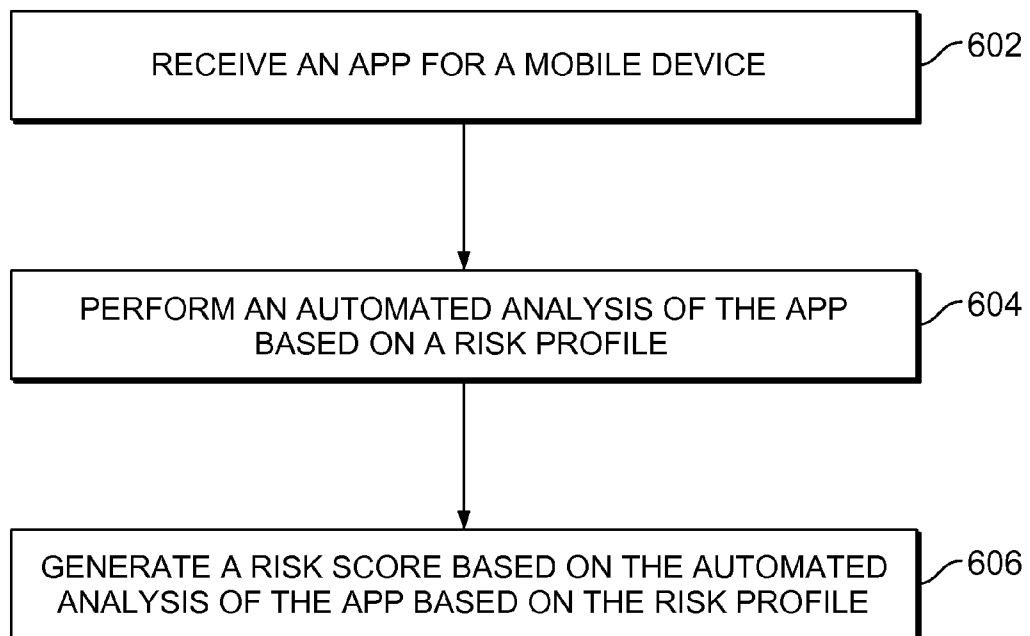 RECEIVE AN APP FOR A MOBILE DEVICE
602
PERFORM AN AUTOMATED ANALYSIS OF THE APP
BASED ON A RISK PROFILE
604
GENERATE A RISK SCORE BASED ON THE AUTOMATED
ANALYSIS OF THE APP BASED ON THE RISK PROFILE
606